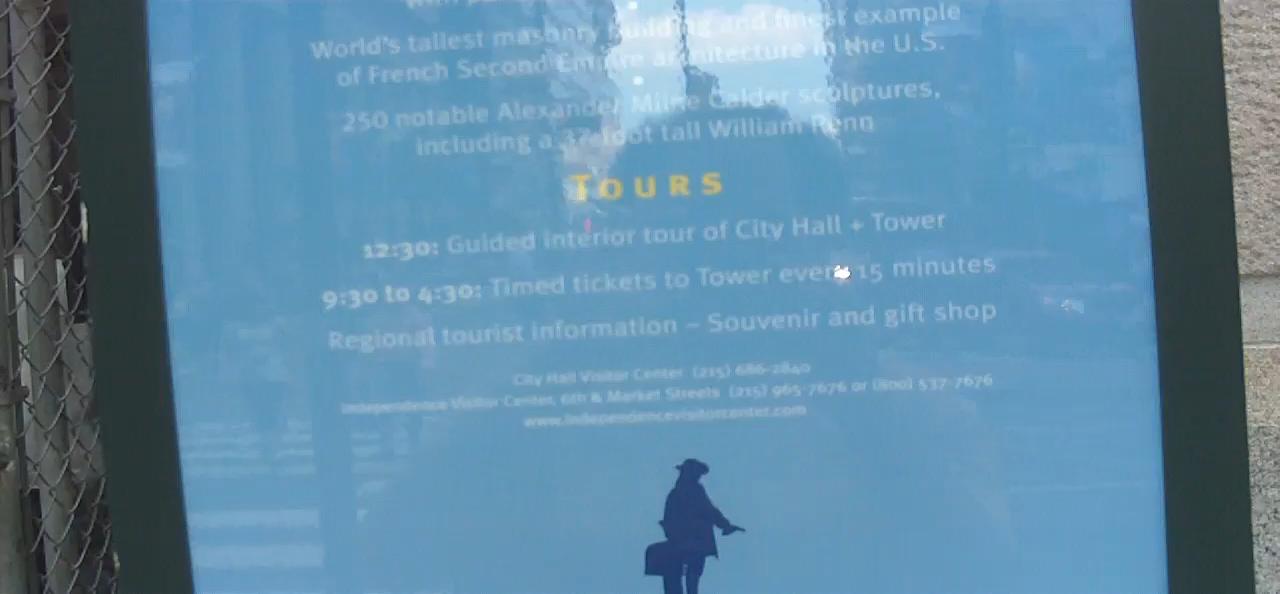 World's tallest masonry building and finest example
of French Second Empire architecture in the U.S.
250 notable Alexander Milne Calder sculptures,
including a 37-foot tall William Penn
TOURS
12:30: Guided interior tour of City Hall + Tower
9:30 to 4:30: Timed tickets to Tower every 15 minutes
Regional tourist information – Souvenir and gift shop
City Hall Visitor Center (215) 686-2840
Independence Visitor Center, 6th & Market Streets (215) 965-7676 or (800) 537-7676
www.independencevisitorcenter.com